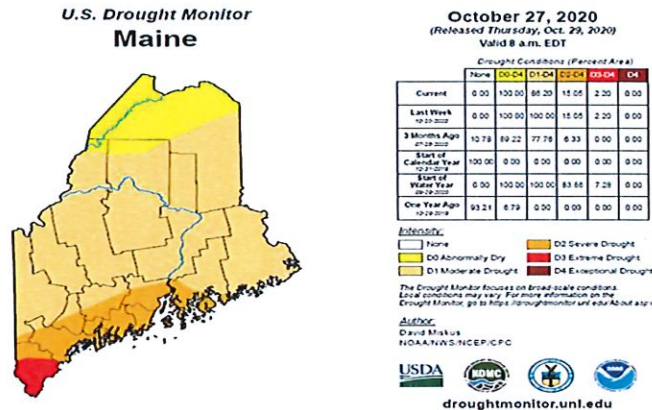 U.S. Drought Monitor
Maine
October 27, 2020
(Released Thursday, Oct. 29, 2020)
Valid 8 a.m. EDT
Drought Conditions (Percent Area)
None D0-D4 D1-D4 D2-D4 D3-D4 D4
Current 0.00 100.00 86.20 15.05 2.20 0.00
Last Week 0.00 100.00 100.00 15.05 2.20 0.00
10-20-2020
3 Months Ago 10.78 89.22 77.76 6.33 0.00 0.00
Start of Calendar Year 100.00 0.00 0.00 0.00 0.00 0.00
Start of Water Year 0.00 100.00 100.00 7.28 0.00
One Year Ago 93.21 6.79 0.00 0.00 0.00 0.00
Intensity:
None
D0 Abnormally Dry
D1 Moderate Drought
D2 Severe Drought
D3 Extreme Drought
D4 Exceptional Drought
The Drought Monitor focuses on broad-scale conditions.
Local conditions may vary. For more information on the
Drought Monitor, go to https://droughtmonitor.unl.edu/About.asp
Author:
David Miskus
NOAA/NWS/NCEP/CPC
USDA
NDMC
NOAA
droughtmonitor.unl.edu